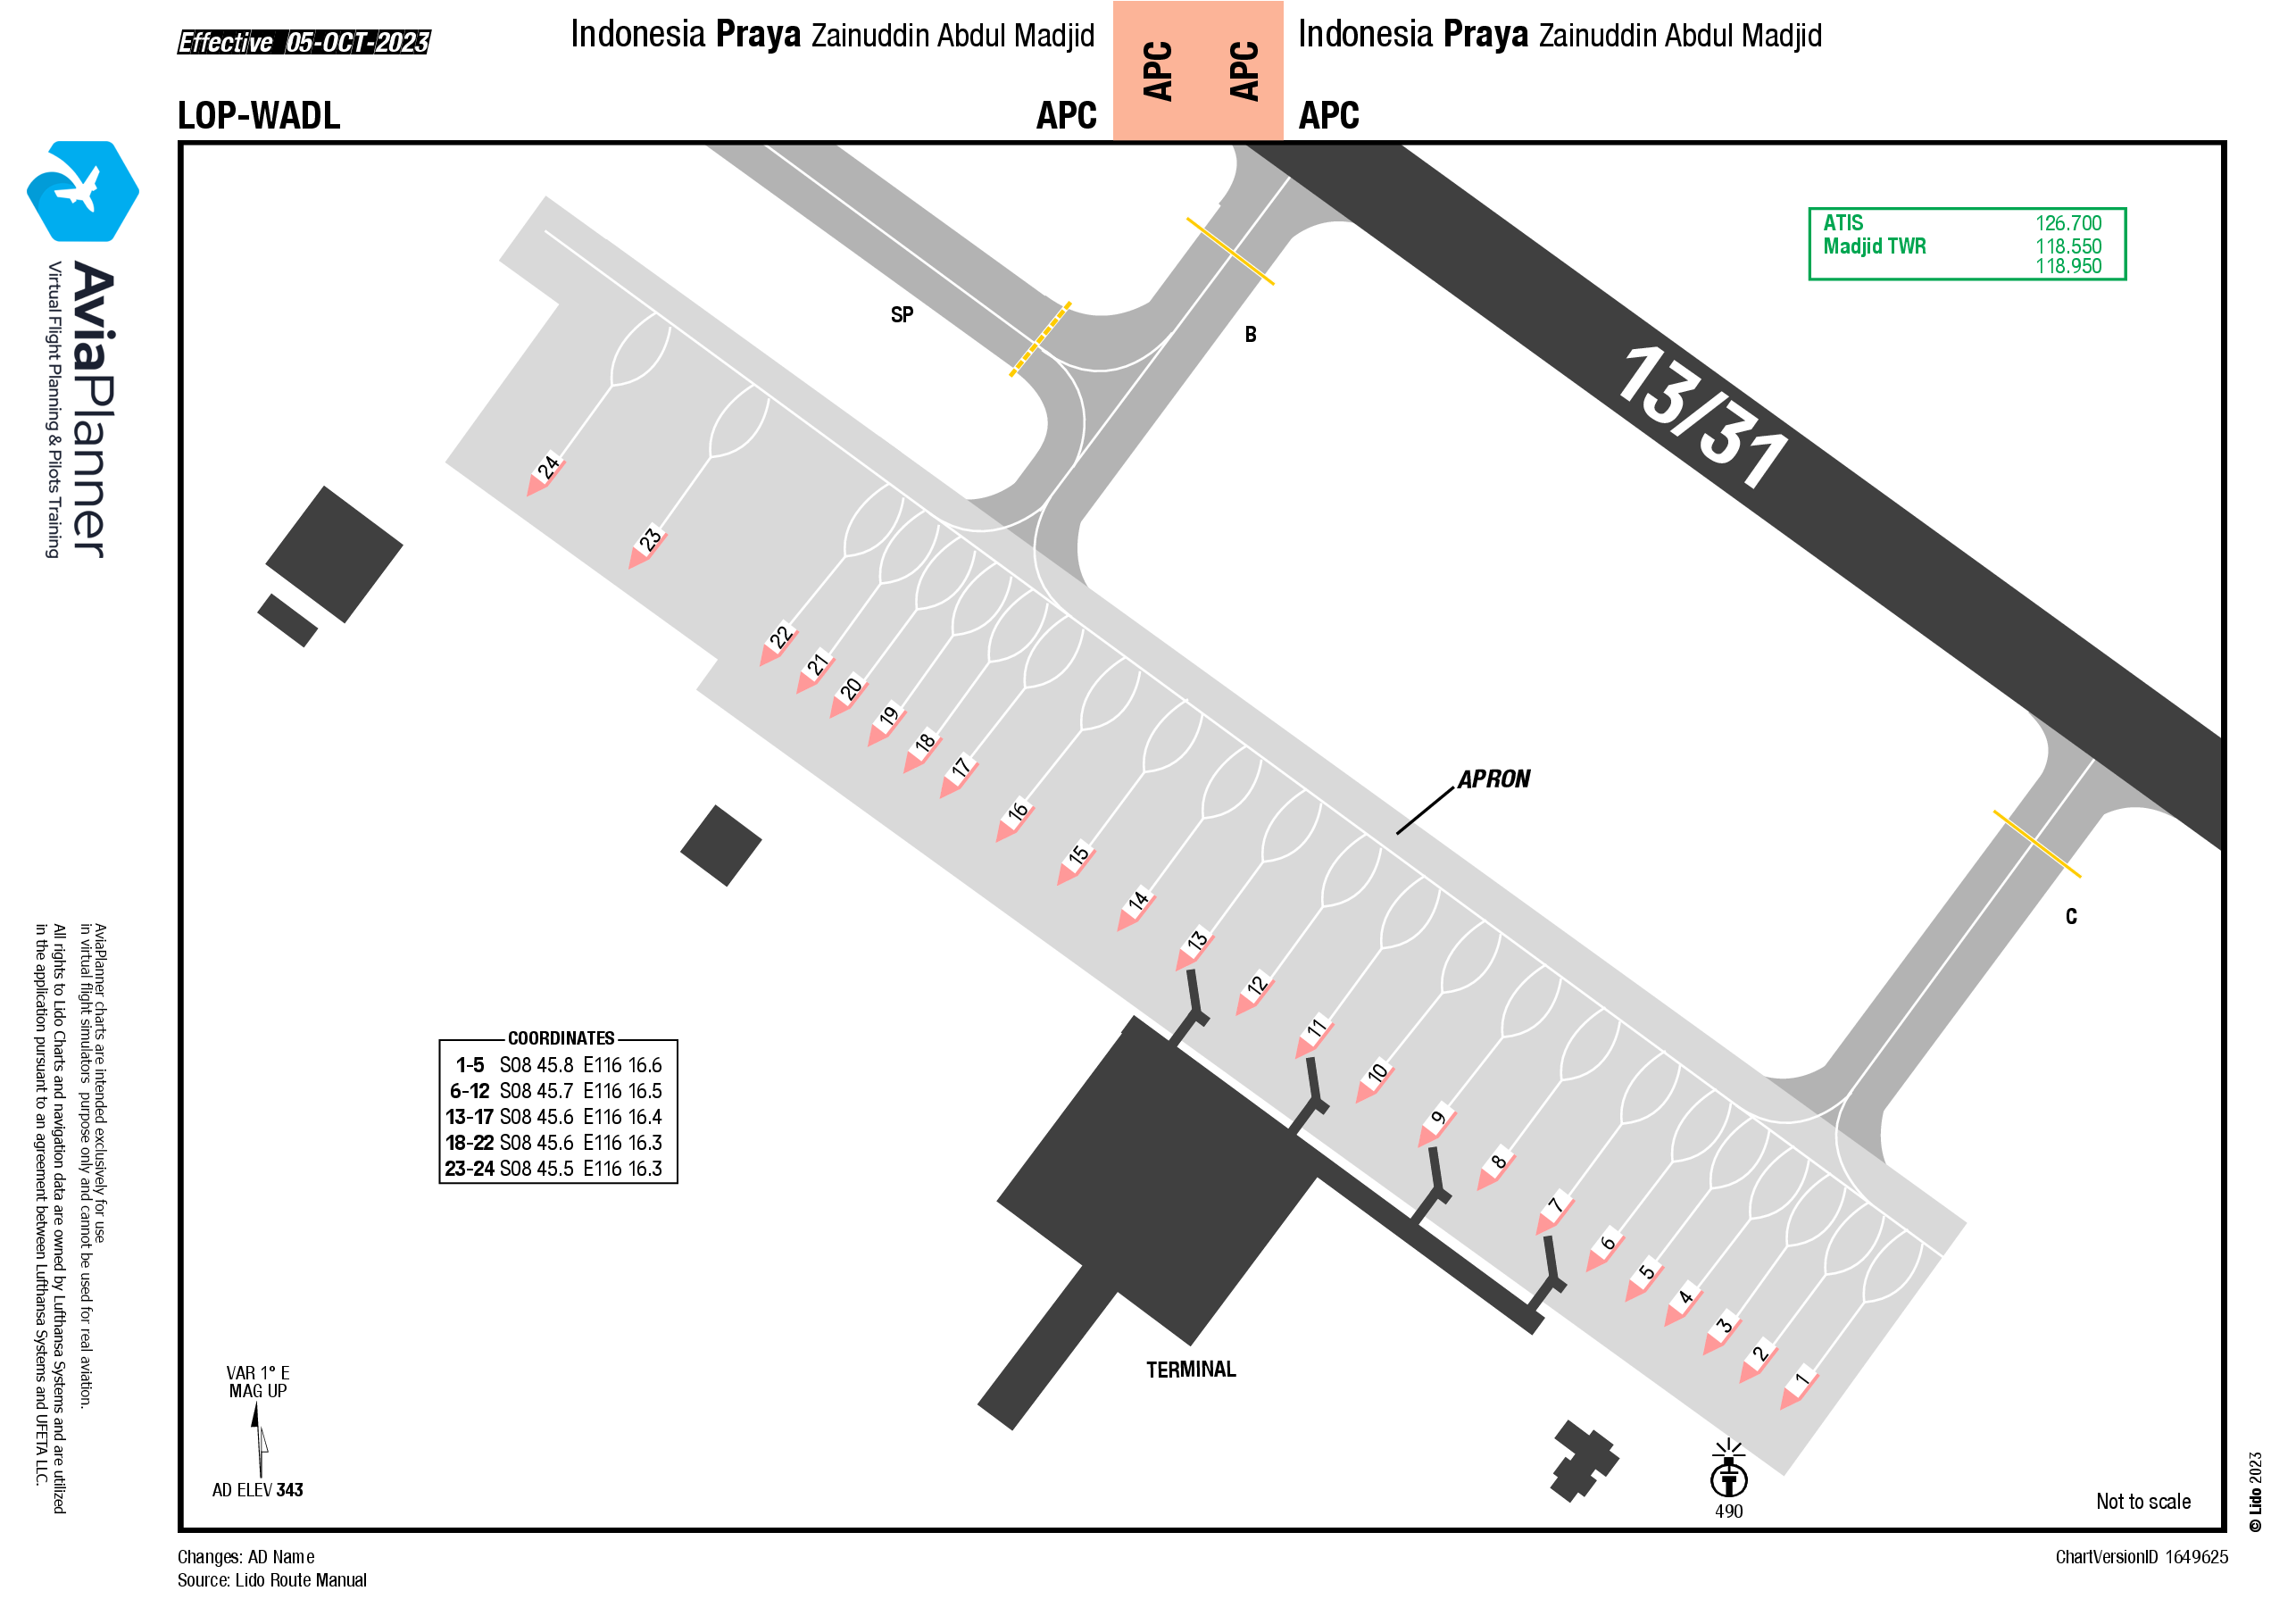 Effective 05-OCT-2023
Indonesia Praya Zainuddin Abdul Madjid
APC
APC
Indonesia Praya Zainuddin Abdul Madjid
LOP-WADL
APC
APC
AviaPlanner
Virtual Flight Planning & Pilots Training
ATIS 126.700
Madjid TWR 118.550
118.950
SP
B
13/31
24
23
22
21
20
19
18
17
16
15
14
13
12
11
10
9
8
7
6
5
4
3
2
1
APRON
C
COORDINATES
1-5 S08 45.8 E116 16.6
6-12 S08 45.7 E116 16.5
13-17 S08 45.6 E116 16.4
18-22 S08 45.6 E116 16.3
23-24 S08 45.5 E116 16.3
TERMINAL
VAR 1° E
MAG UP
AD ELEV 343
490
Not to scale
AviaPlanner charts are intended exclusively for use
in virtual flight simulators purpose only and cannot be used for real aviation.
All rights to Lido Charts and navigation data are owned by Lufthansa Systems and are utilized
in the application pursuant to an agreement between Lufthansa Systems and UFETA LLC.
© Lido 2023
Changes: AD Name
Source: Lido Route Manual
ChartVersionID 1649625